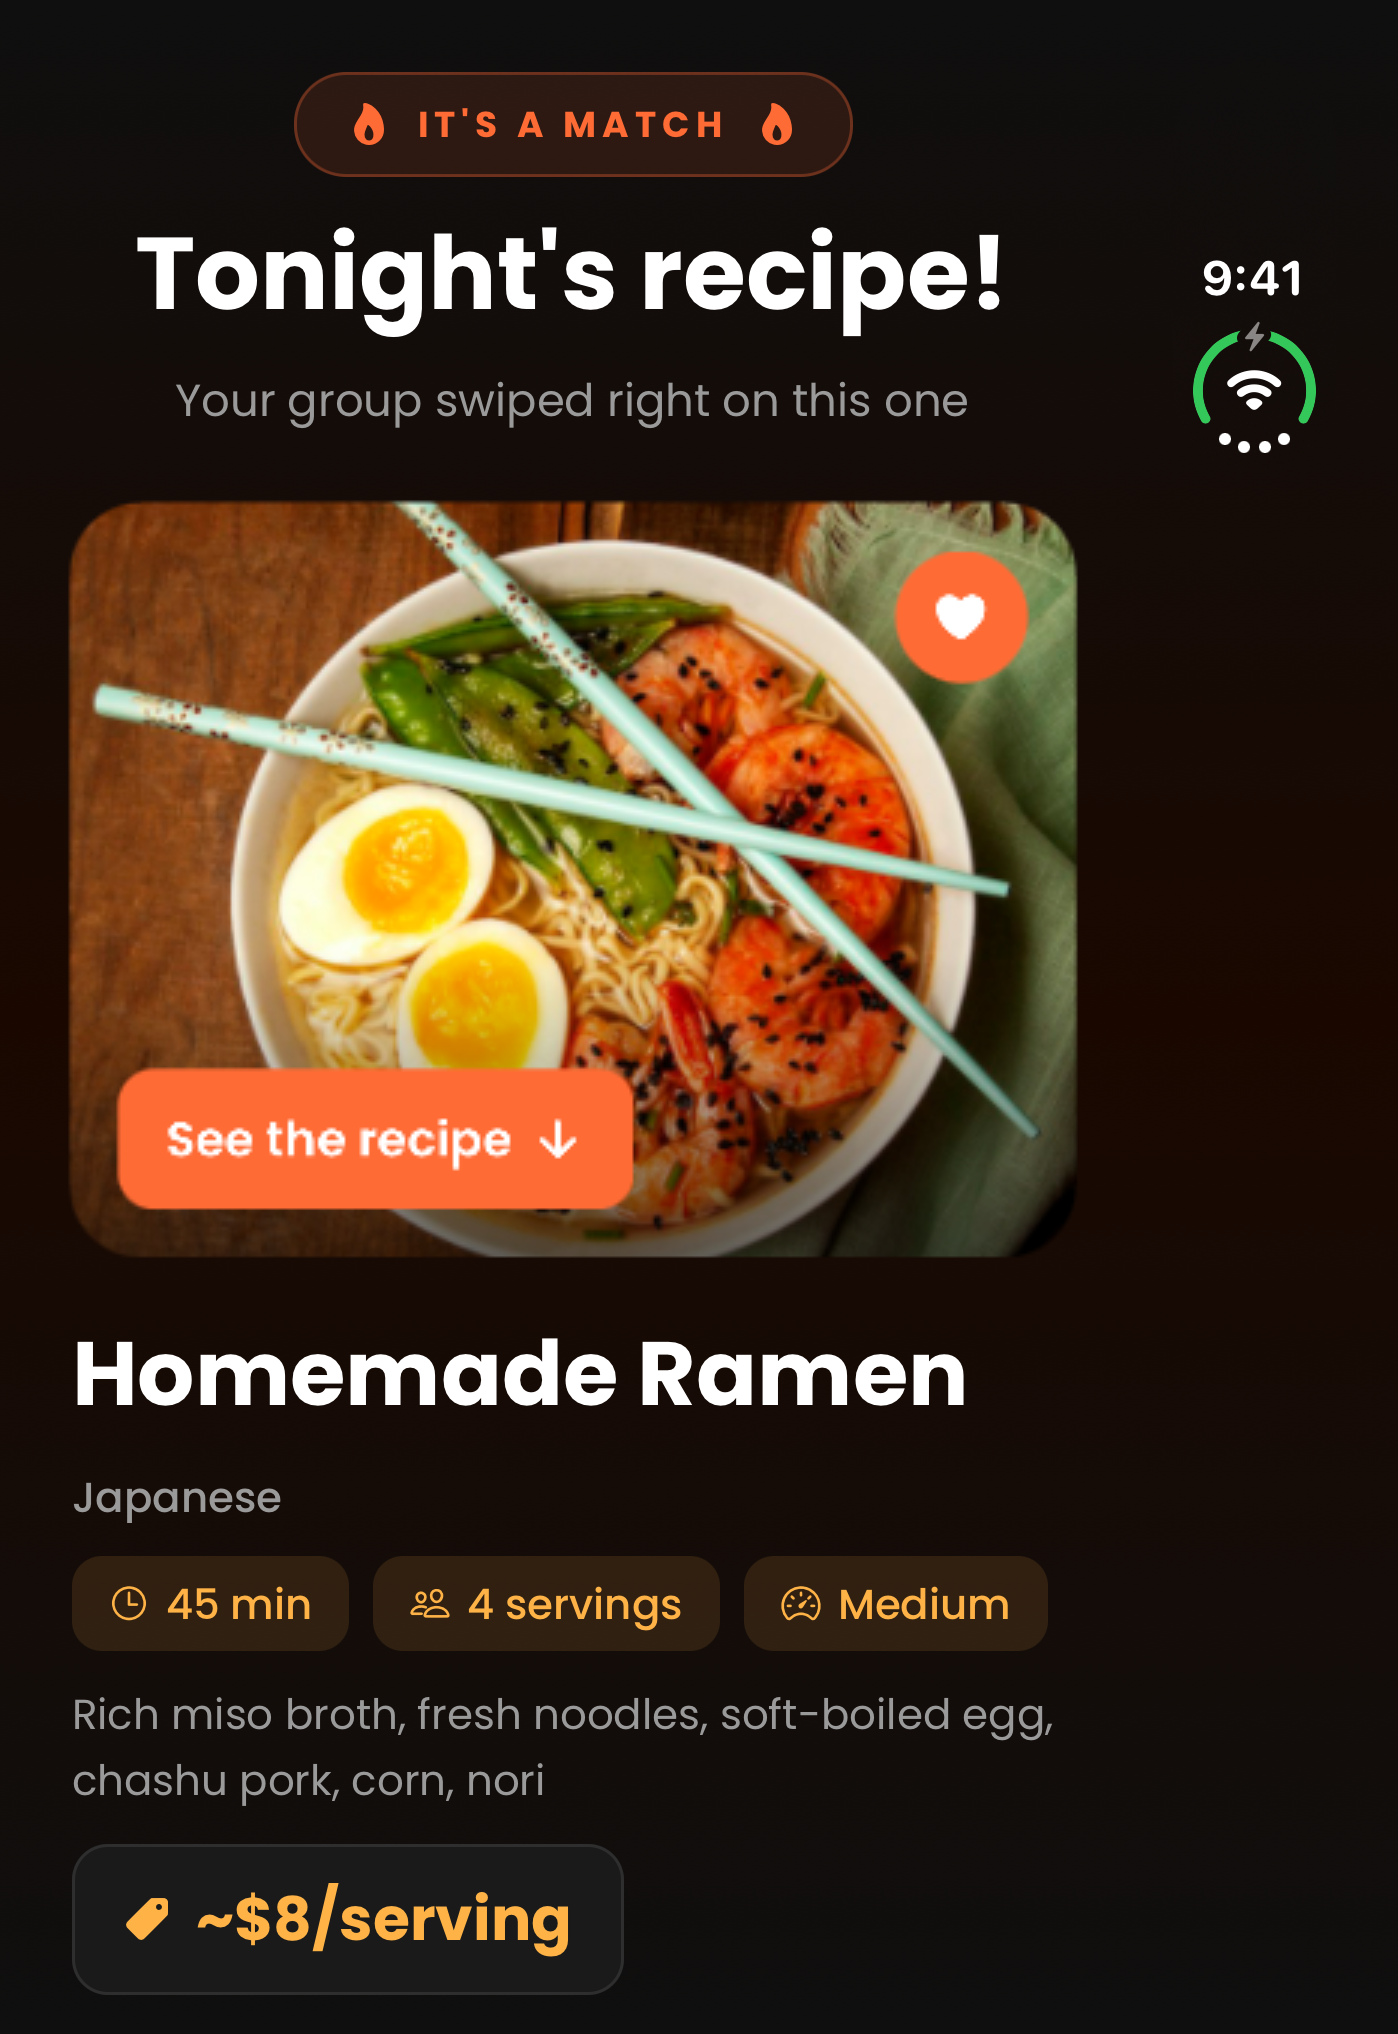 IT'S A MATCH
Tonight's recipe!
9:41
Your group swiped right on this one
See the recipe ↓
Homemade Ramen
Japanese
45 min
4 servings
Medium
Rich miso broth, fresh noodles, soft-boiled egg,
chashu pork, corn, nori
~$8/serving